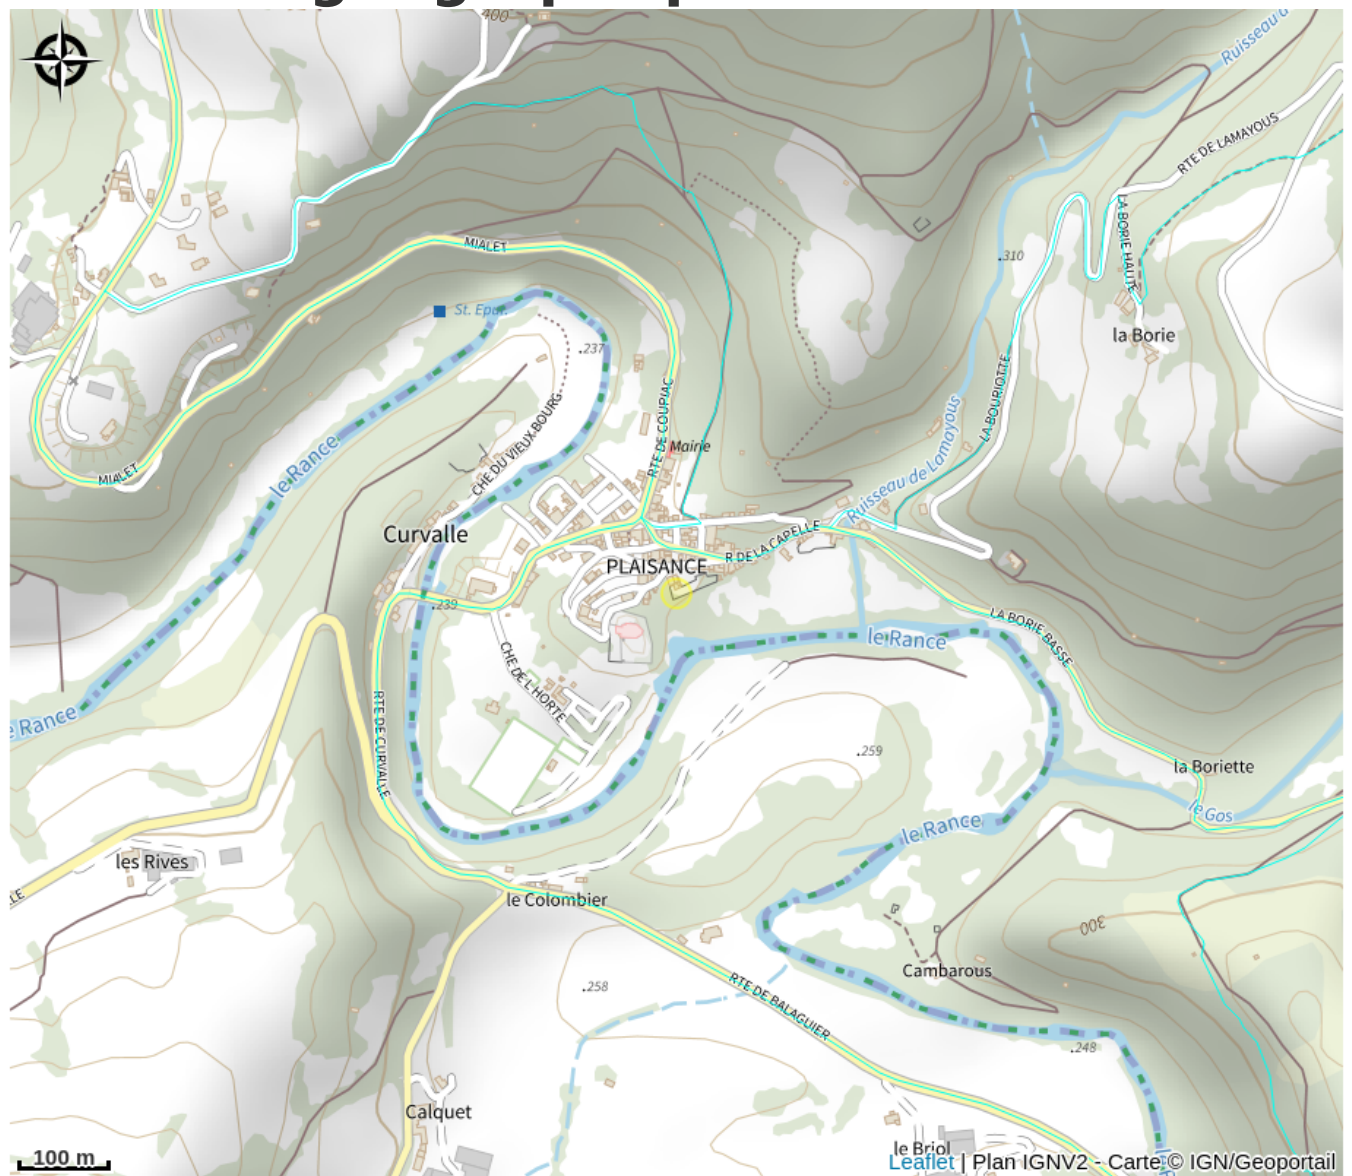 400
Ruisseau d
RTE DE LAMAYOUS
LA BORIE HAUTE
MIALET
.310
St. Epur.
la Borie
.237
LA BOURIOTTE
RTE DE COUPIAC
CHE DU VIEUX-BOURG
Mairie
le Rance
MIALET
Ruisseau de Lamayous
Curvalle
R DE LA CAPELLE
PLAISANCE
.239
LA BORIE BASSE
le Rance
CHE DE L'HORTE
RTE DE CURVALLE
e Rance
.259
la Boriette
le Gos
le Rance
les Rives
LE
le Colombier
300
Cambarous
.258
RTE DE BALAGUIER
.248
Calquet
le Briol
100 m
Leaflet | Plan IGNV2 - Carte © IGN/Geoportail